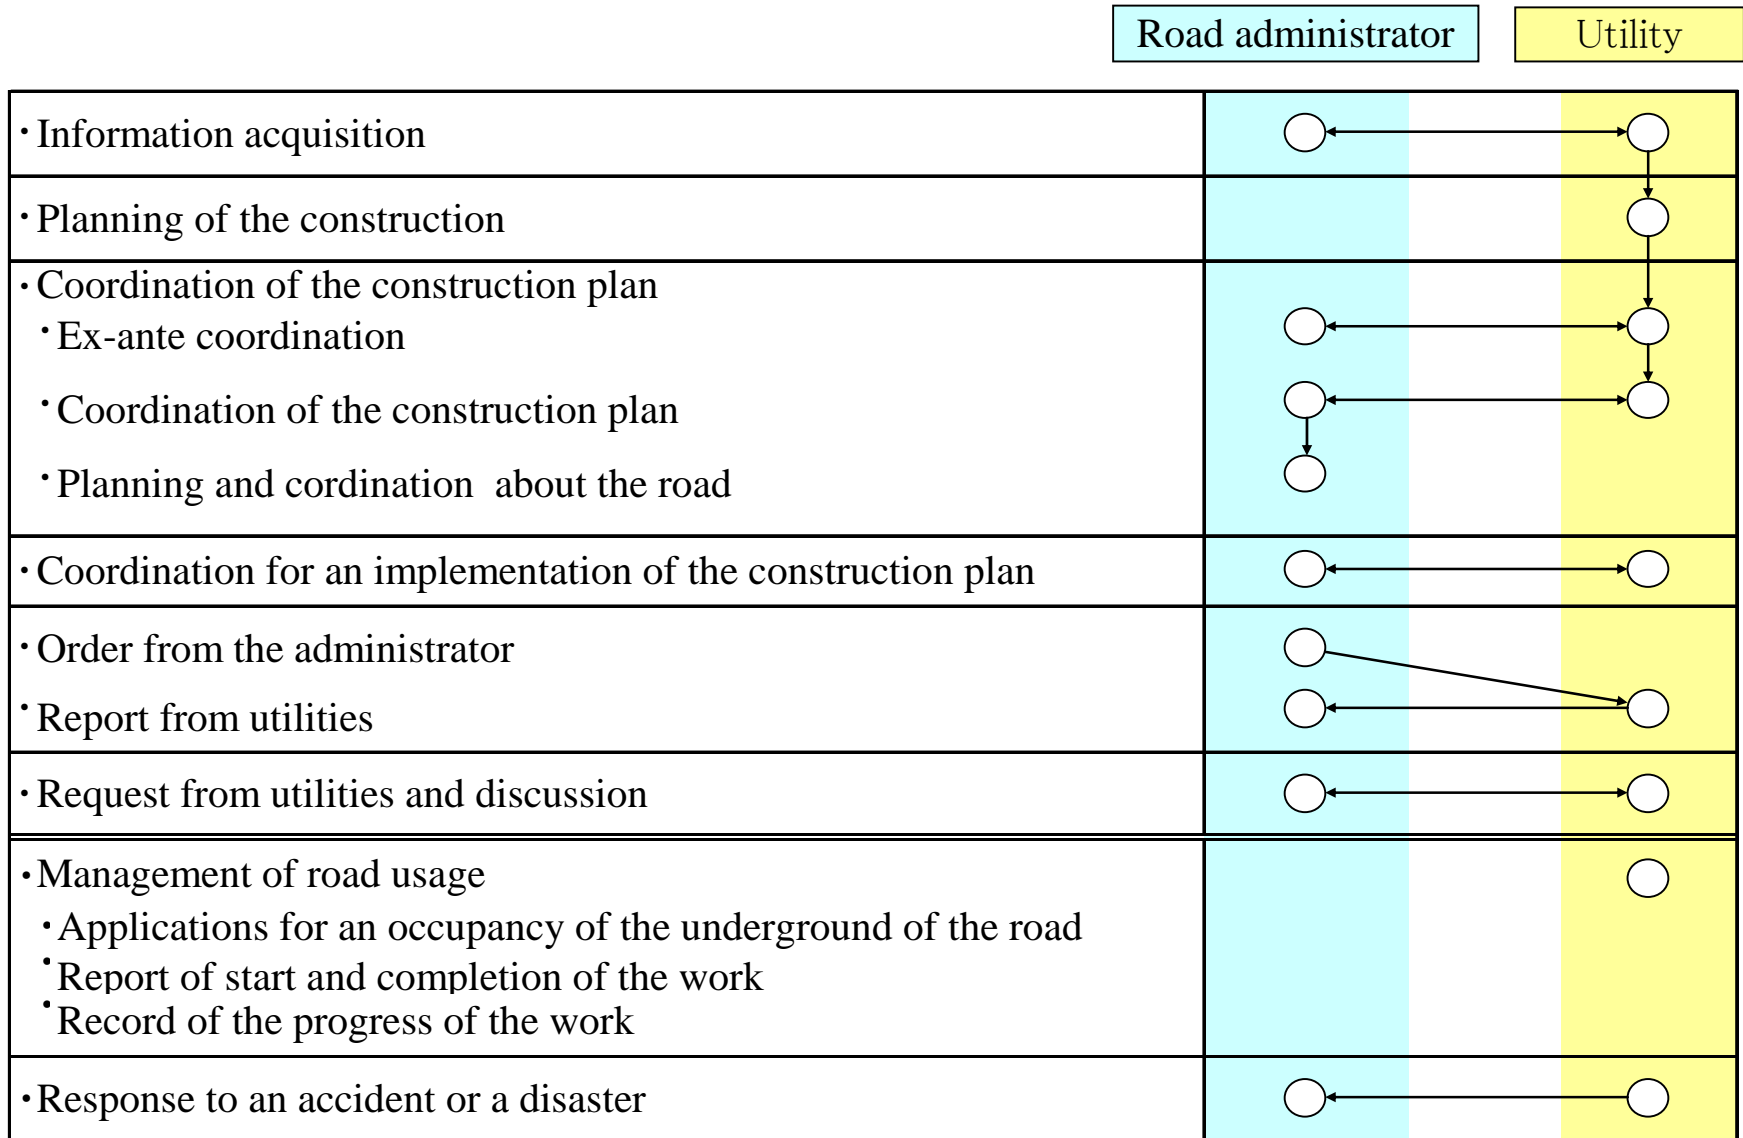 Road administrator
Utility
・Information acquisition
・Planning of the construction
・Coordination of the construction plan
・Ex-ante coordination
・Coordination of the construction plan
・Planning and cordination about the road
・Coordination for an implementation of the construction plan
・Order from the administrator
・Report from utilities
・Request from utilities and discussion
・Management of road usage
・Applications for an occupancy of the underground of the road
・Report of start and completion of the work
・Record of the progress of the work
・Response to an accident or a disaster